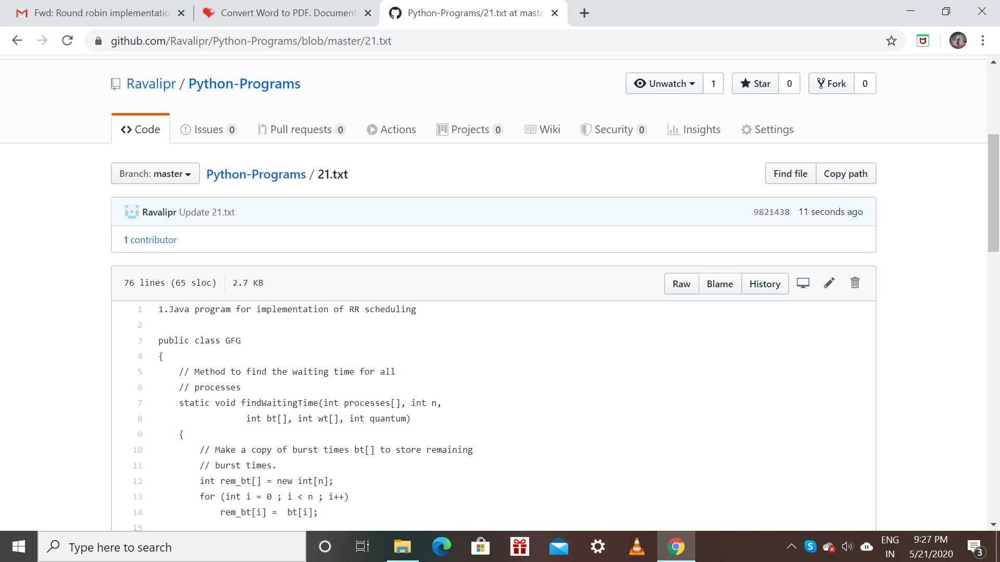 Fwd: Round robin implementatio
Convert Word to PDF. Document
Python-Programs/21.txt at maste
github.com/Ravalipr/Python-Programs/blob/master/21.txt
Ravalipr / Python-Programs
Unwatch 1
Star 0
Fork 0
Code
Issues 0
Pull requests 0
Actions
Projects 0
Wiki
Security 0
Insights
Settings
Branch: master
Python-Programs / 21.txt
Find file
Copy path
Ravalipr Update 21.txt
9821438 11 seconds ago
1 contributor
76 lines (65 sloc) 2.7 KB
Raw
Blame
History
1 1.Java program for implementation of RR scheduling
2
3 public class GFG
4 {
5 // Method to find the waiting time for all
6 // processes
7 static void findWaitingTime(int processes[], int n,
8 int bt[], int wt[], int quantum)
9 {
10 // Make a copy of burst times bt[] to store remaining
11 // burst times.
12 int rem_bt[] = new int[n];
13 for (int i = 0 ; i < n ; i++)
14 rem_bt[i] =  bt[i];
15
Type here to search
S
ENG
IN
9:27 PM
5/21/2020
3